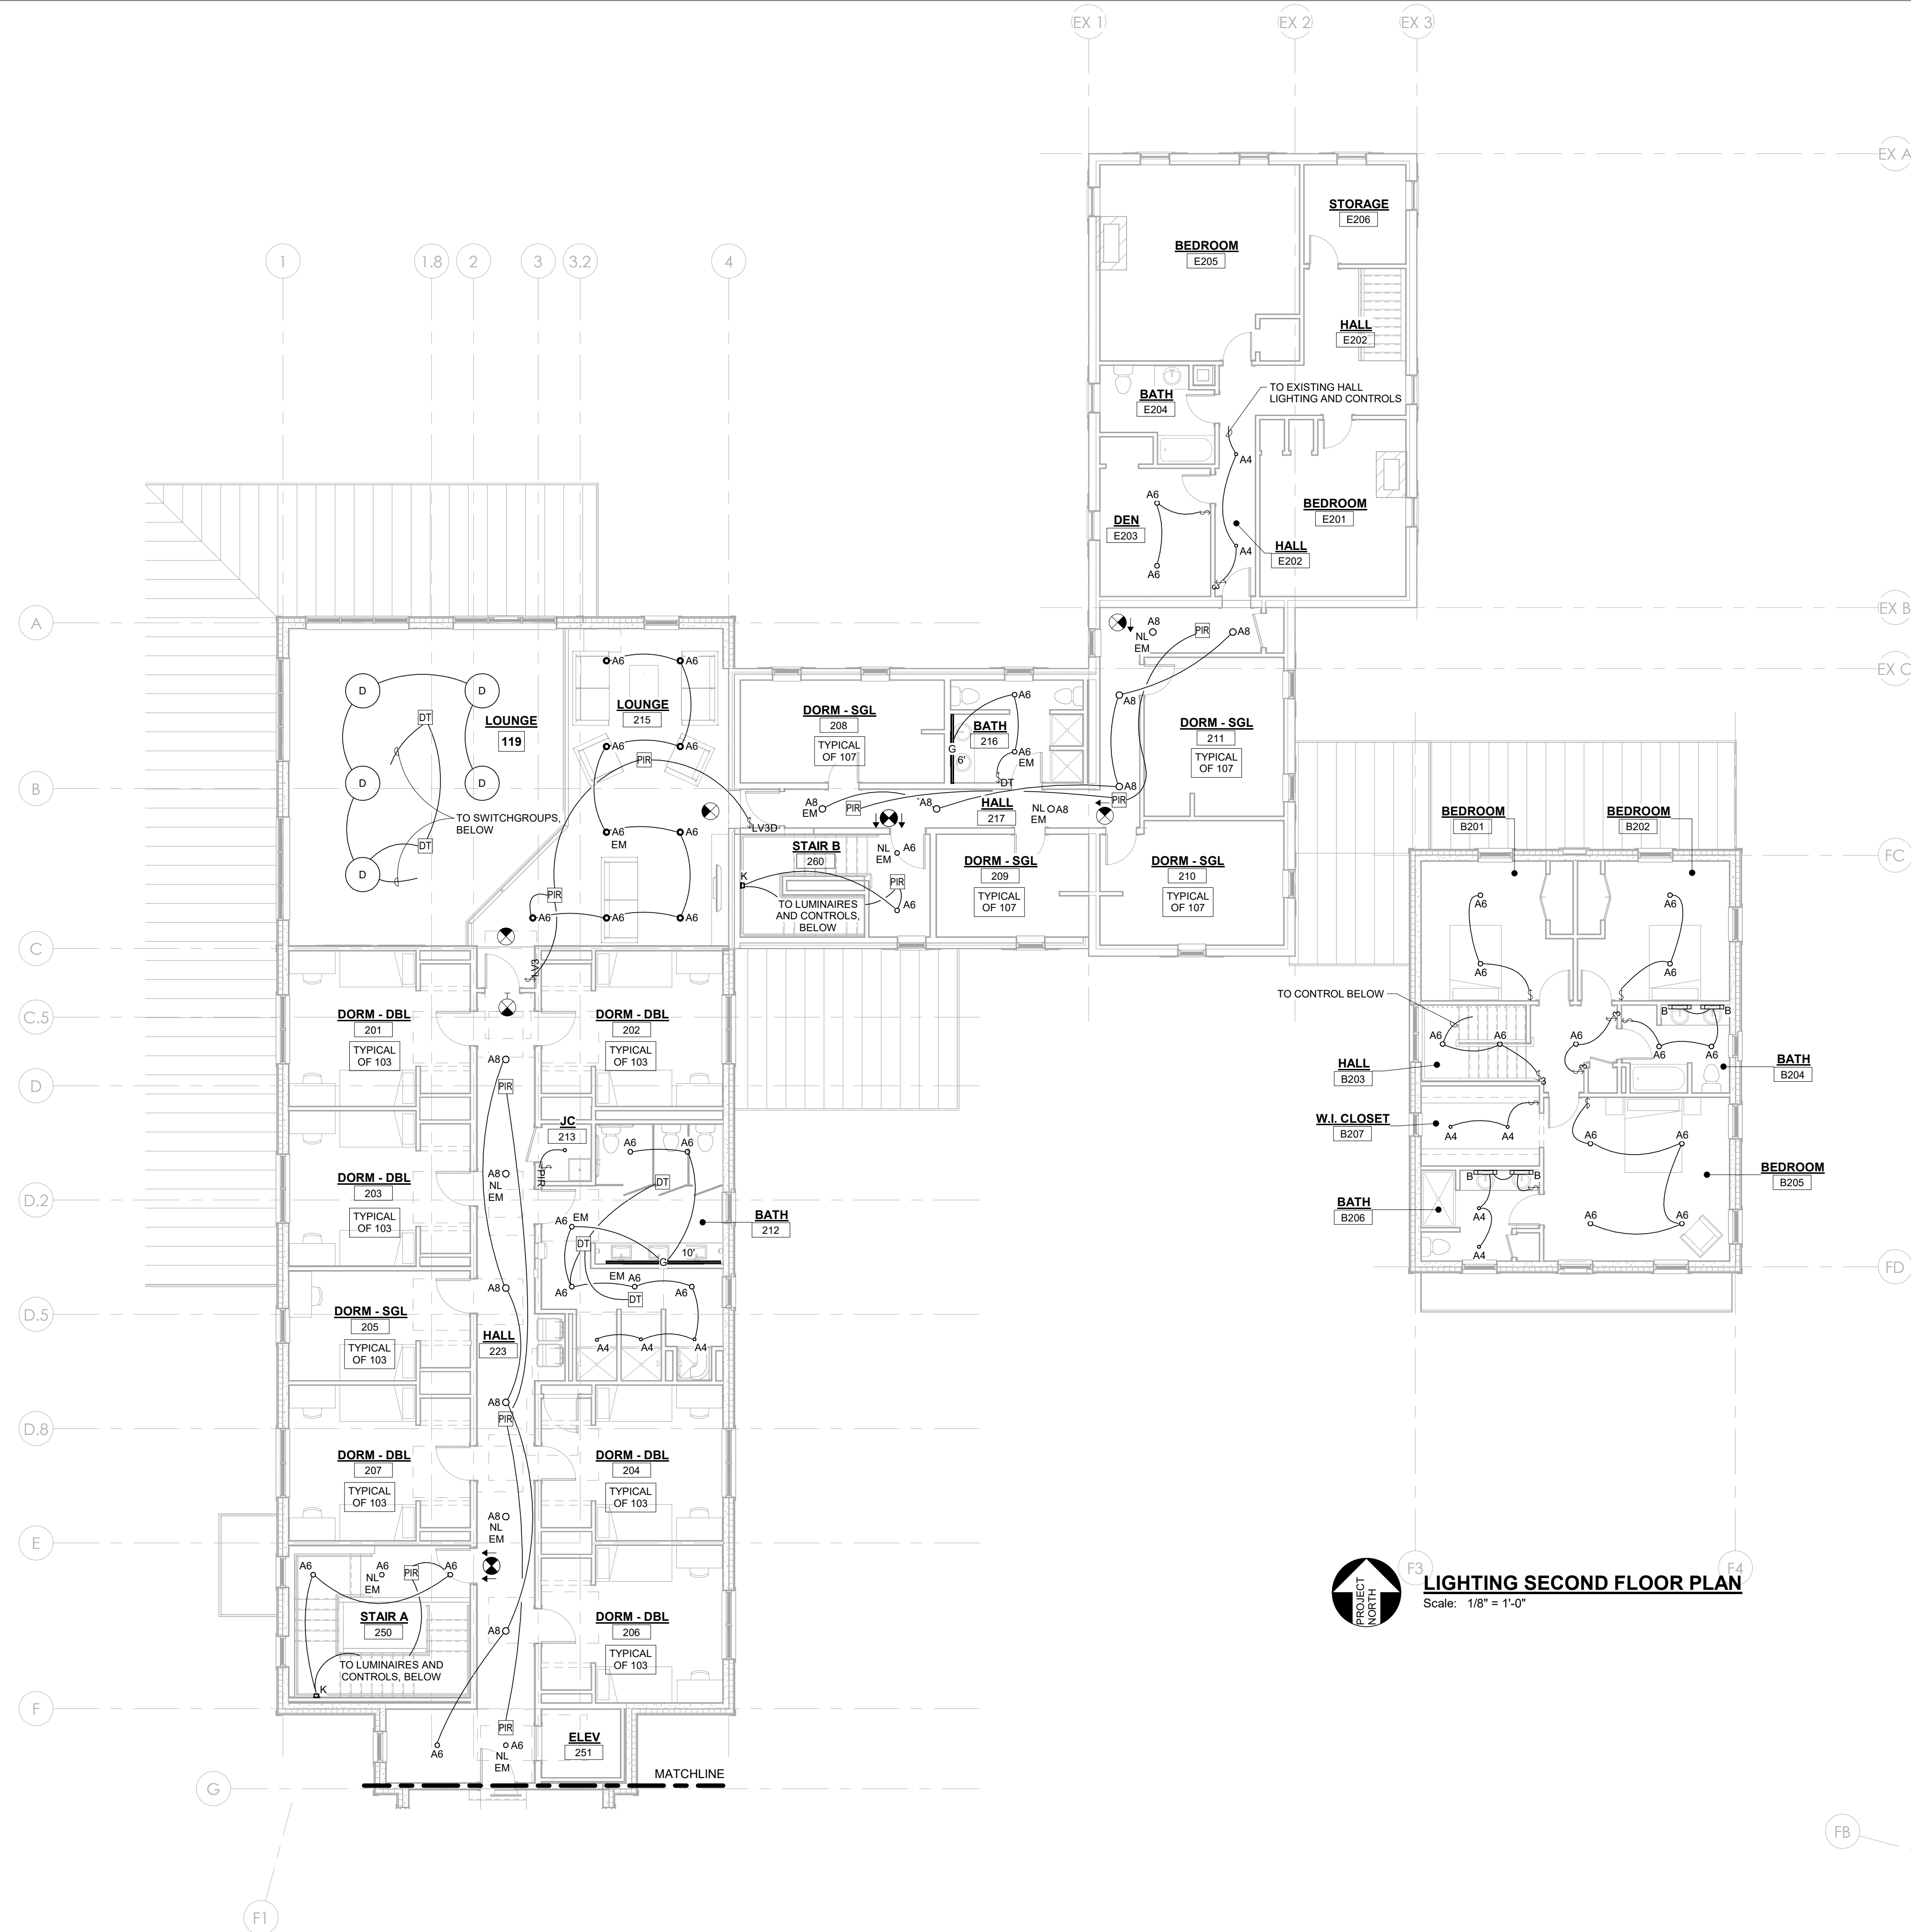 EX 1
EX 2
EX 3
EX A
STORAGE
E206
BEDROOM
E205
1
1.8
2
3
3.2
4
HALL
E202
TO EXISTING HALL
LIGHTING AND CONTROLS
BATH
E204
A4
A6
BEDROOM
E201
DEN
E203
A4
HALL
E202
A6
3
EX B
A
A8
NL
EM
PIR
A8
EX C
A6
A6
D
D
LOUNGE
119
DT
LOUNGE
215
DORM - SGL
208
TYPICAL
OF 107
A6
BATH
216
G
6'
A6
EM
DT
A8
DORM - SGL
211
TYPICAL
OF 107
A6
A6
PIR
B
D
D
A8
EM
PIR
A8
HALL
217
NL
EM
A8
A8
PIR
TO SWITCHGROUPS,
BELOW
DT
A6
EM
A6
LV3D
STAIR B
260
NL
EM
A6
BEDROOM
B201
BEDROOM
B202
FC
D
PIR
K
PIR
TO LUMINAIRES
AND CONTROLS,
BELOW
A6
DORM - SGL
209
TYPICAL
OF 107
DORM - SGL
210
TYPICAL
OF 107
A6
A6
A6
A6
A6
C
LV3
A6
A6
TO CONTROL BELOW
T
C.5
DORM - DBL
201
TYPICAL
OF 103
DORM - DBL
202
TYPICAL
OF 103
B
B
3
A6
A6
A6
A6
A6
A8
HALL
B203
3
3
BATH
B204
D
PIR
JC
213
W.I. CLOSET
B207
A4
A4
A6
A6
A6
A6
DORM - DBL
203
TYPICAL
OF 103
A8
NL
EM
PIR
DT
BEDROOM
B205
B
B
D.2
BATH
212
BATH
B206
A4
A6
A6
A6
EM
DT
10'
G
A4
A8
A6
EM
A6
A6
DT
FD
D.5
DORM - SGL
205
TYPICAL
OF 103
HALL
223
A4
A4
A4
A8
PIR
D.8
DORM - DBL
207
TYPICAL
OF 103
DORM - DBL
204
TYPICAL
OF 103
A8
NL
EM
E
A6
A6
NL
EM
PIR
A6
F3
F4
PROJECT
NORTH
LIGHTING SECOND FLOOR PLAN
Scale: 1/8" = 1'-0"
STAIR A
250
A8
DORM - DBL
206
TYPICAL
OF 103
TO LUMINAIRES AND
CONTROLS, BELOW
K
F
PIR
A6
A6
NL
EM
ELEV
251
MATCHLINE
G
FB
F1